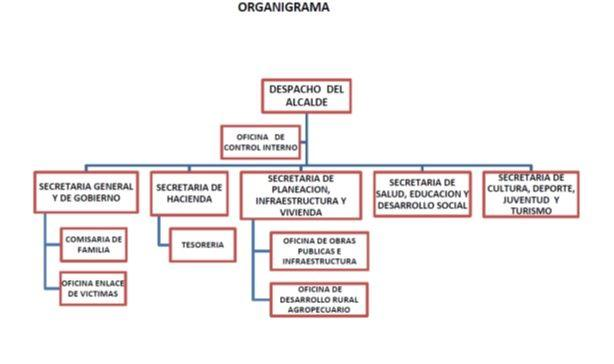 ORGANIGRAMA
DESPACHO DEL
ALCALDE
OFICINA DE
CONTROL INTERNO
SECRETARIA GENERAL
Y DE GOBIERNO
SECRETARIA DE
HACIENDA
SECRETARIA DE
PLANEACION,
INFRAESTRUCTURA Y
VIVIENDA
SECRETARIA DE
SALUD, EDUCACION Y
DESARROLLO SOCIAL
SECRETARIA DE
CULTURA, DEPORTE,
JUVENTUD Y
TURISMO
COMISARIA DE
FAMILIA
OFICINA ENLACE
DE VICTIMAS
TESORERIA
OFICINA DE OBRAS
PUBLICAS E
INFRAESTRUCTURA
OFICINA DE
DESARROLLO RURAL
AGROPECUARIO